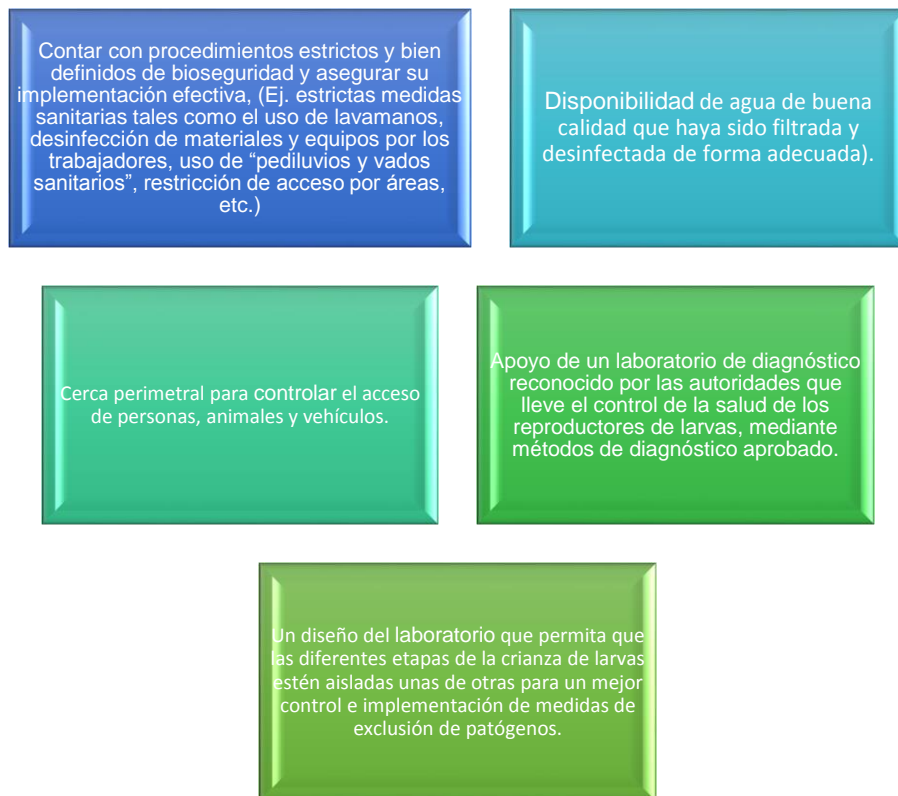 Contar con procedimientos estrictos y bien
definidos de bioseguridad y asegurar su
implementación efectiva, (Ej. estrictas medidas
sanitarias tales como el uso de lavamanos,
desinfección de materiales y equipos por los
trabajadores, uso de “pediluvios y vados
sanitarios”, restricción de acceso por áreas,
etc.)
Disponibilidad de agua de buena
calidad que haya sido filtrada y
desinfectada de forma adecuada).
Cerca perimetral para controlar el acceso
de personas, animales y vehículos.
Apoyo de un laboratorio de diagnóstico
reconocido por las autoridades que
lleve el control de la salud de los
reproductores de larvas, mediante
métodos de diagnóstico aprobado.
Un diseño del laboratorio que permita que
las diferentes etapas de la crianza de larvas
estén aisladas unas de otras para un mejor
control e implementación de medidas de
exclusión de patógenos.